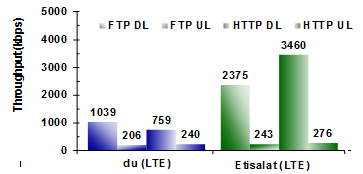 Throughput(kbps)
5000
4000
3000
2000
1000
0
FTP DL FTP UL HTTP DL HTTP UL
1039 206 759 240
2375 243 3460 276
du (LTE) Etisalat (LTE)